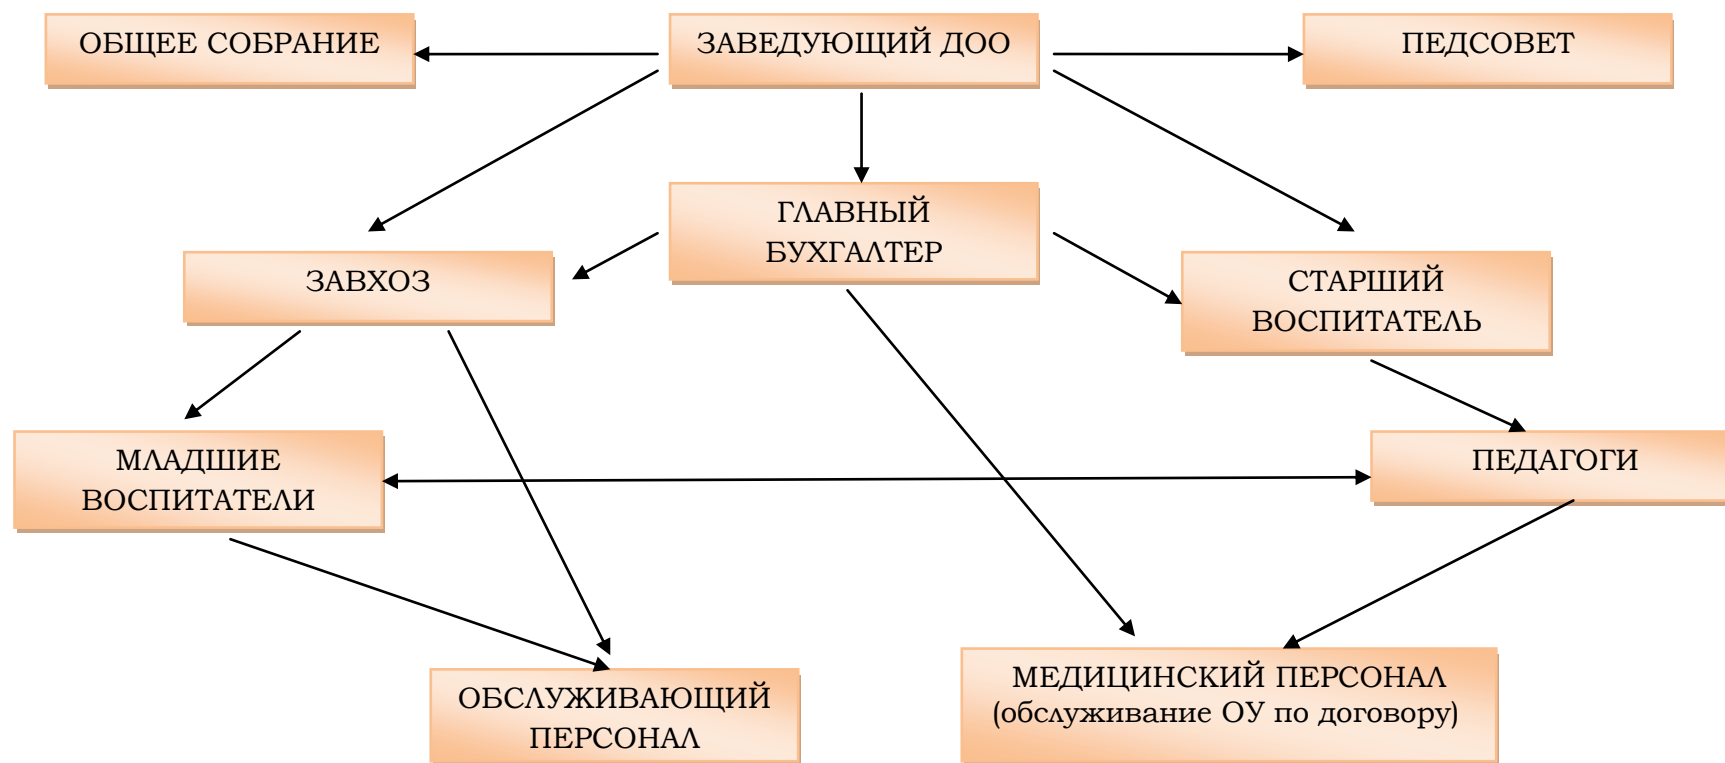 ОБЩЕЕ СОБРАНИЕ
ЗАВЕДУЮЩИЙ ДОО
ПЕДСОВЕТ
ГЛАВНЫЙ
БУХГАЛТЕР
ЗАВХОЗ
СТАРШИЙ
ВОСПИТАТЕЛЬ
МЛАДШИЕ
ВОСПИТАТЕЛИ
ПЕДАГОГИ
ОБСЛУЖИВАЮЩИЙ
ПЕРСОНАЛ
МЕДИЦИНСКИЙ ПЕРСОНАЛ
(обслуживание ОУ по договору)